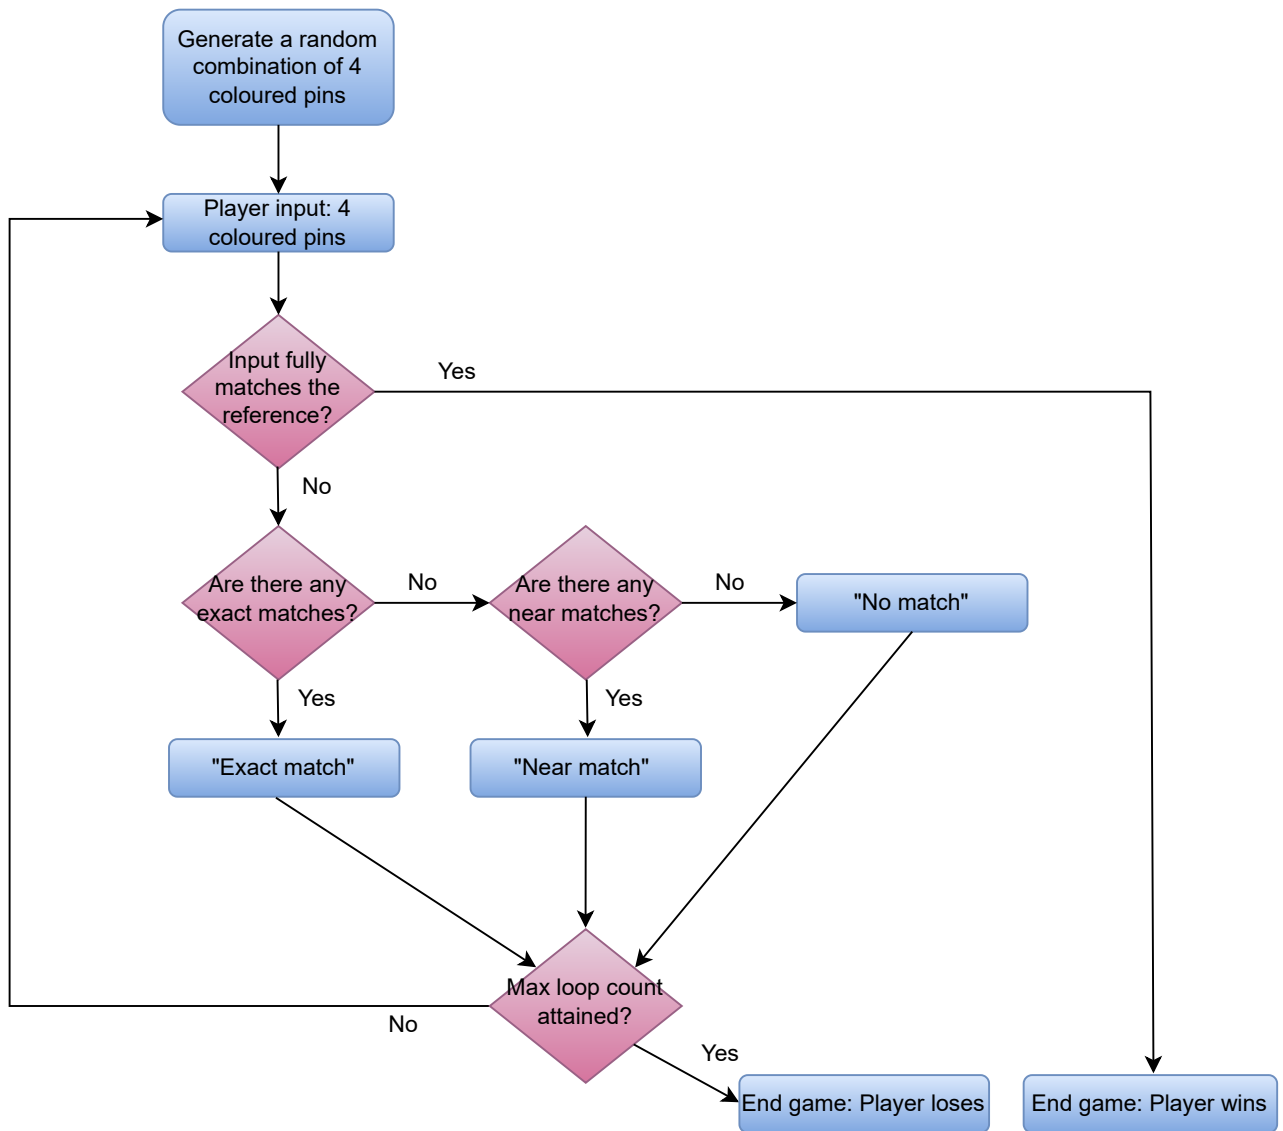 Generate a random
combination of 4
coloured pins
Player input: 4
coloured pins
Input fully
matches the
reference?
Yes
No
Are there any
exact matches?
No
Are there any
near matches?
No
"No match"
Yes
Yes
"Exact match"
"Near match"
Max loop count
attained?
No
Yes
End game: Player loses
End game: Player wins